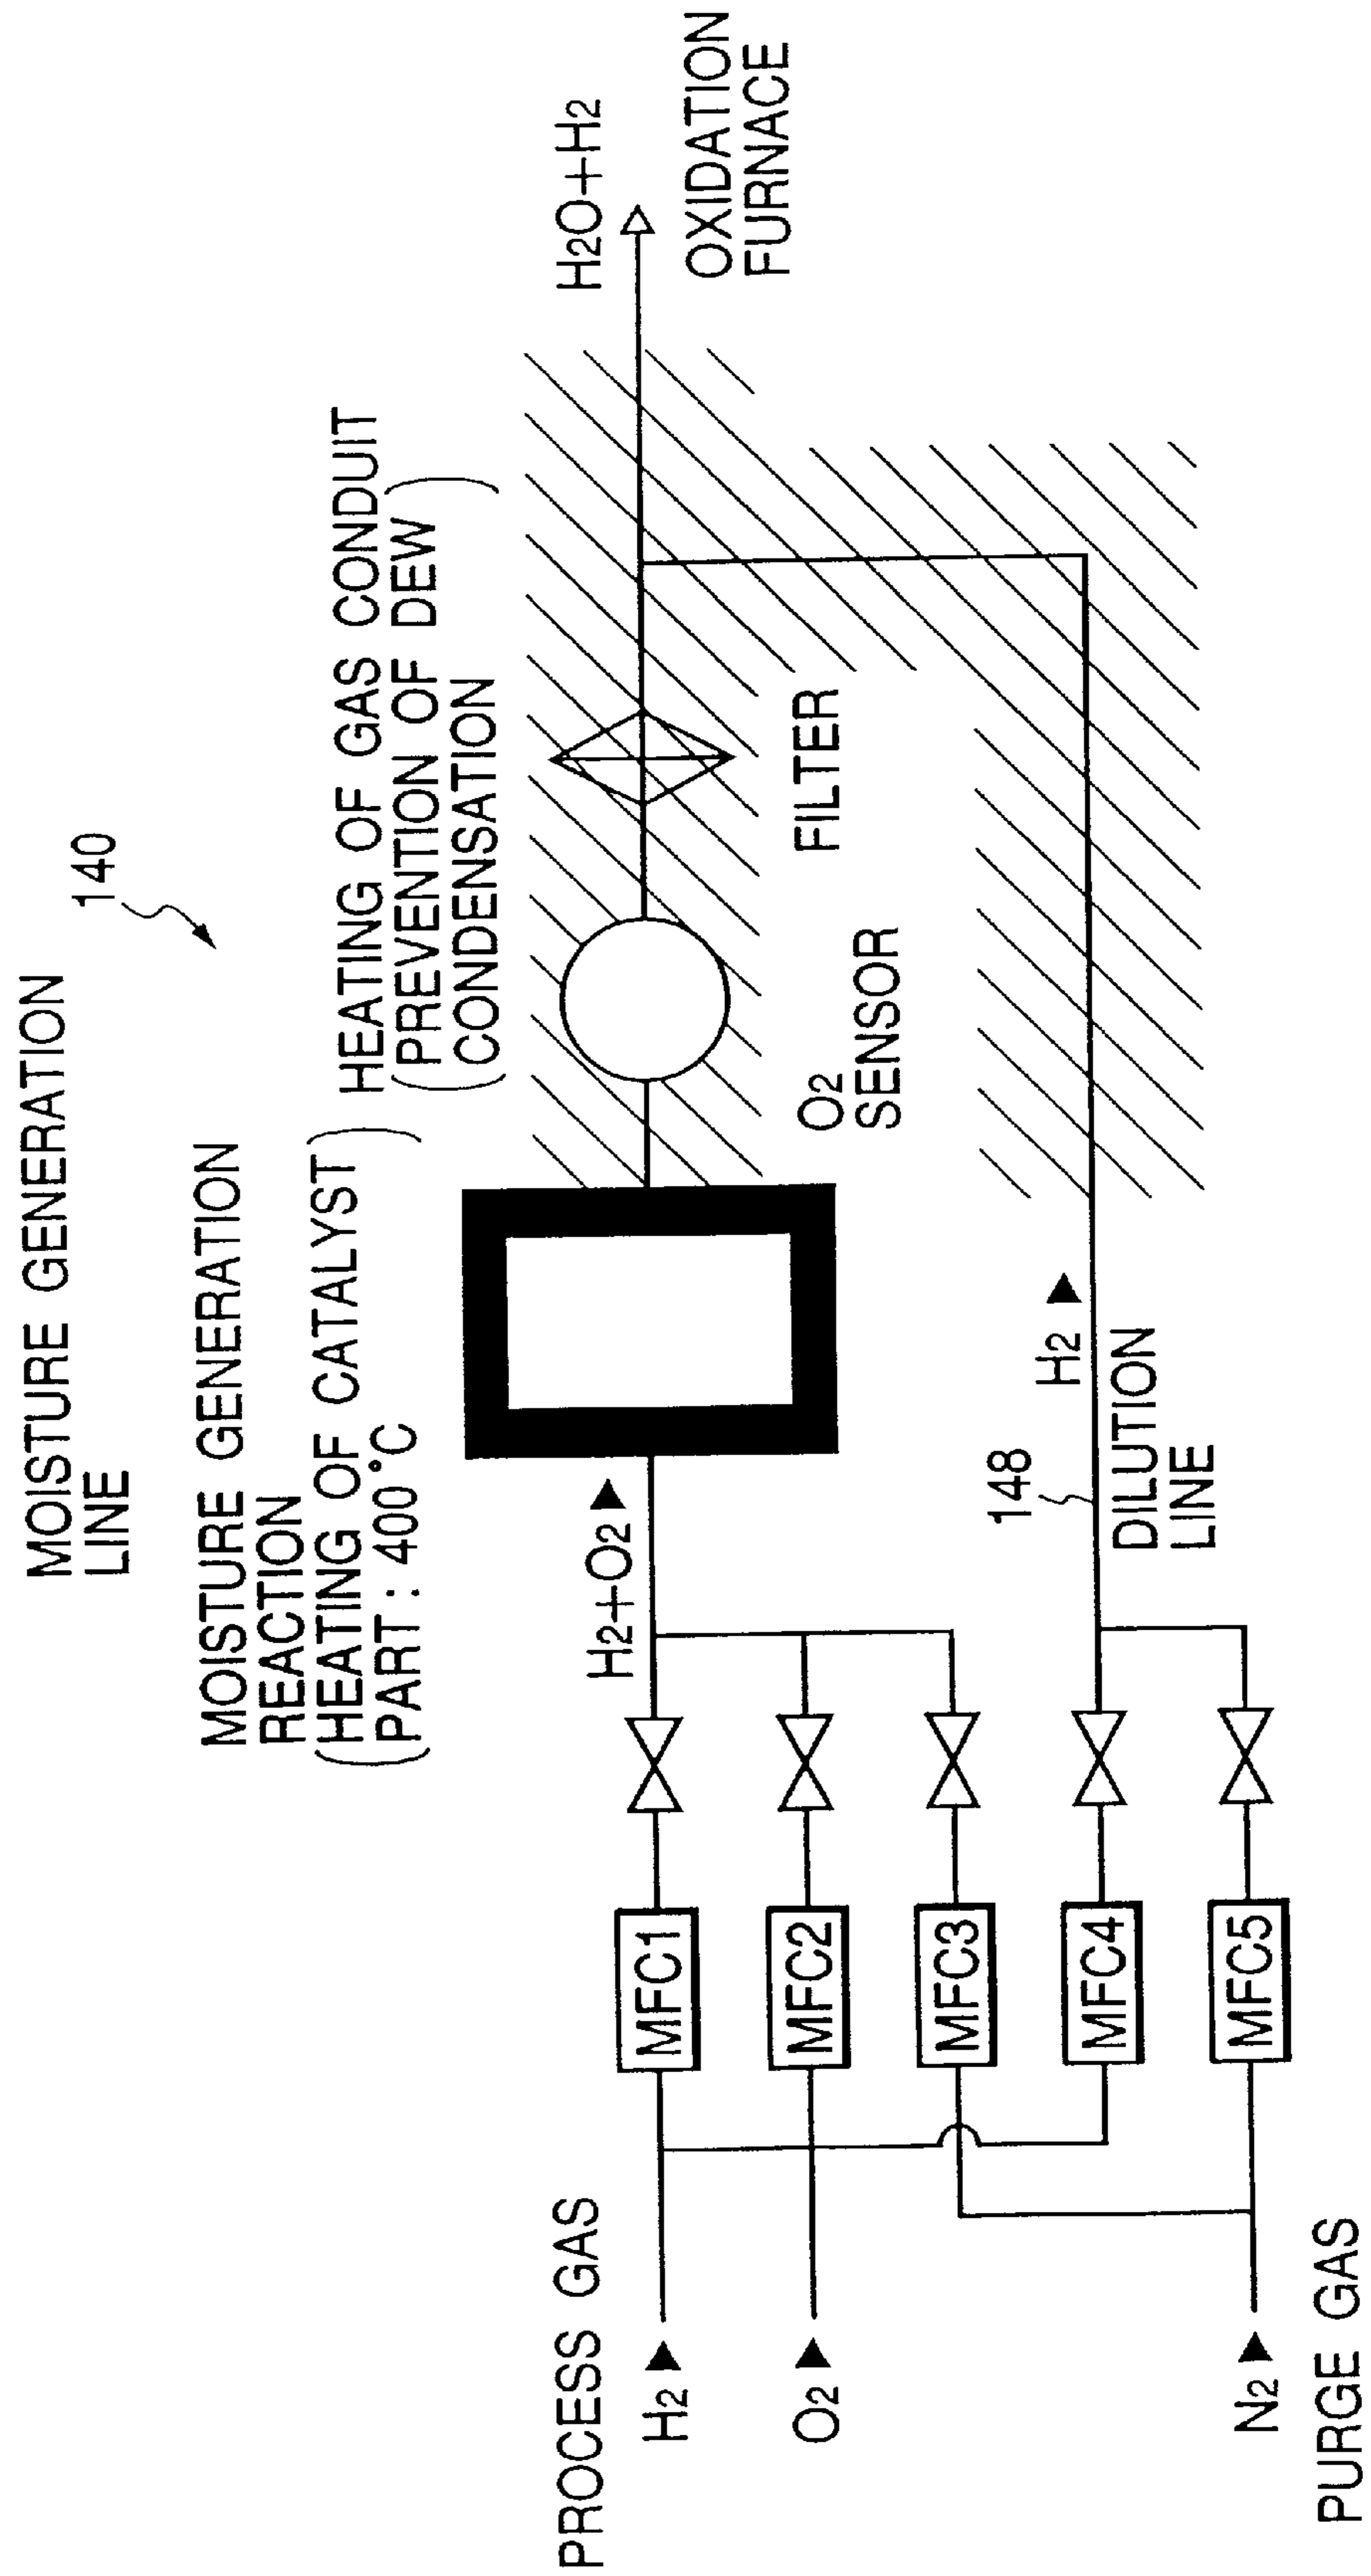 MOISTURE GENERATION
LINE
140
MOISTURE GENERATION
REACTION
(HEATING OF CATALYST
PART : 400°C)
HEATING OF GAS CONDUIT
(PREVENTION OF DEW
CONDENSATION)
H2+O2
H2O+H2
OXIDATION
FURNACE
O2
SENSOR
FILTER
PROCESS GAS
H2
MFC1
O2
MFC2
MFC3
MFC4
148
H2
DILUTION
LINE
N2
MFC5
PURGE GAS